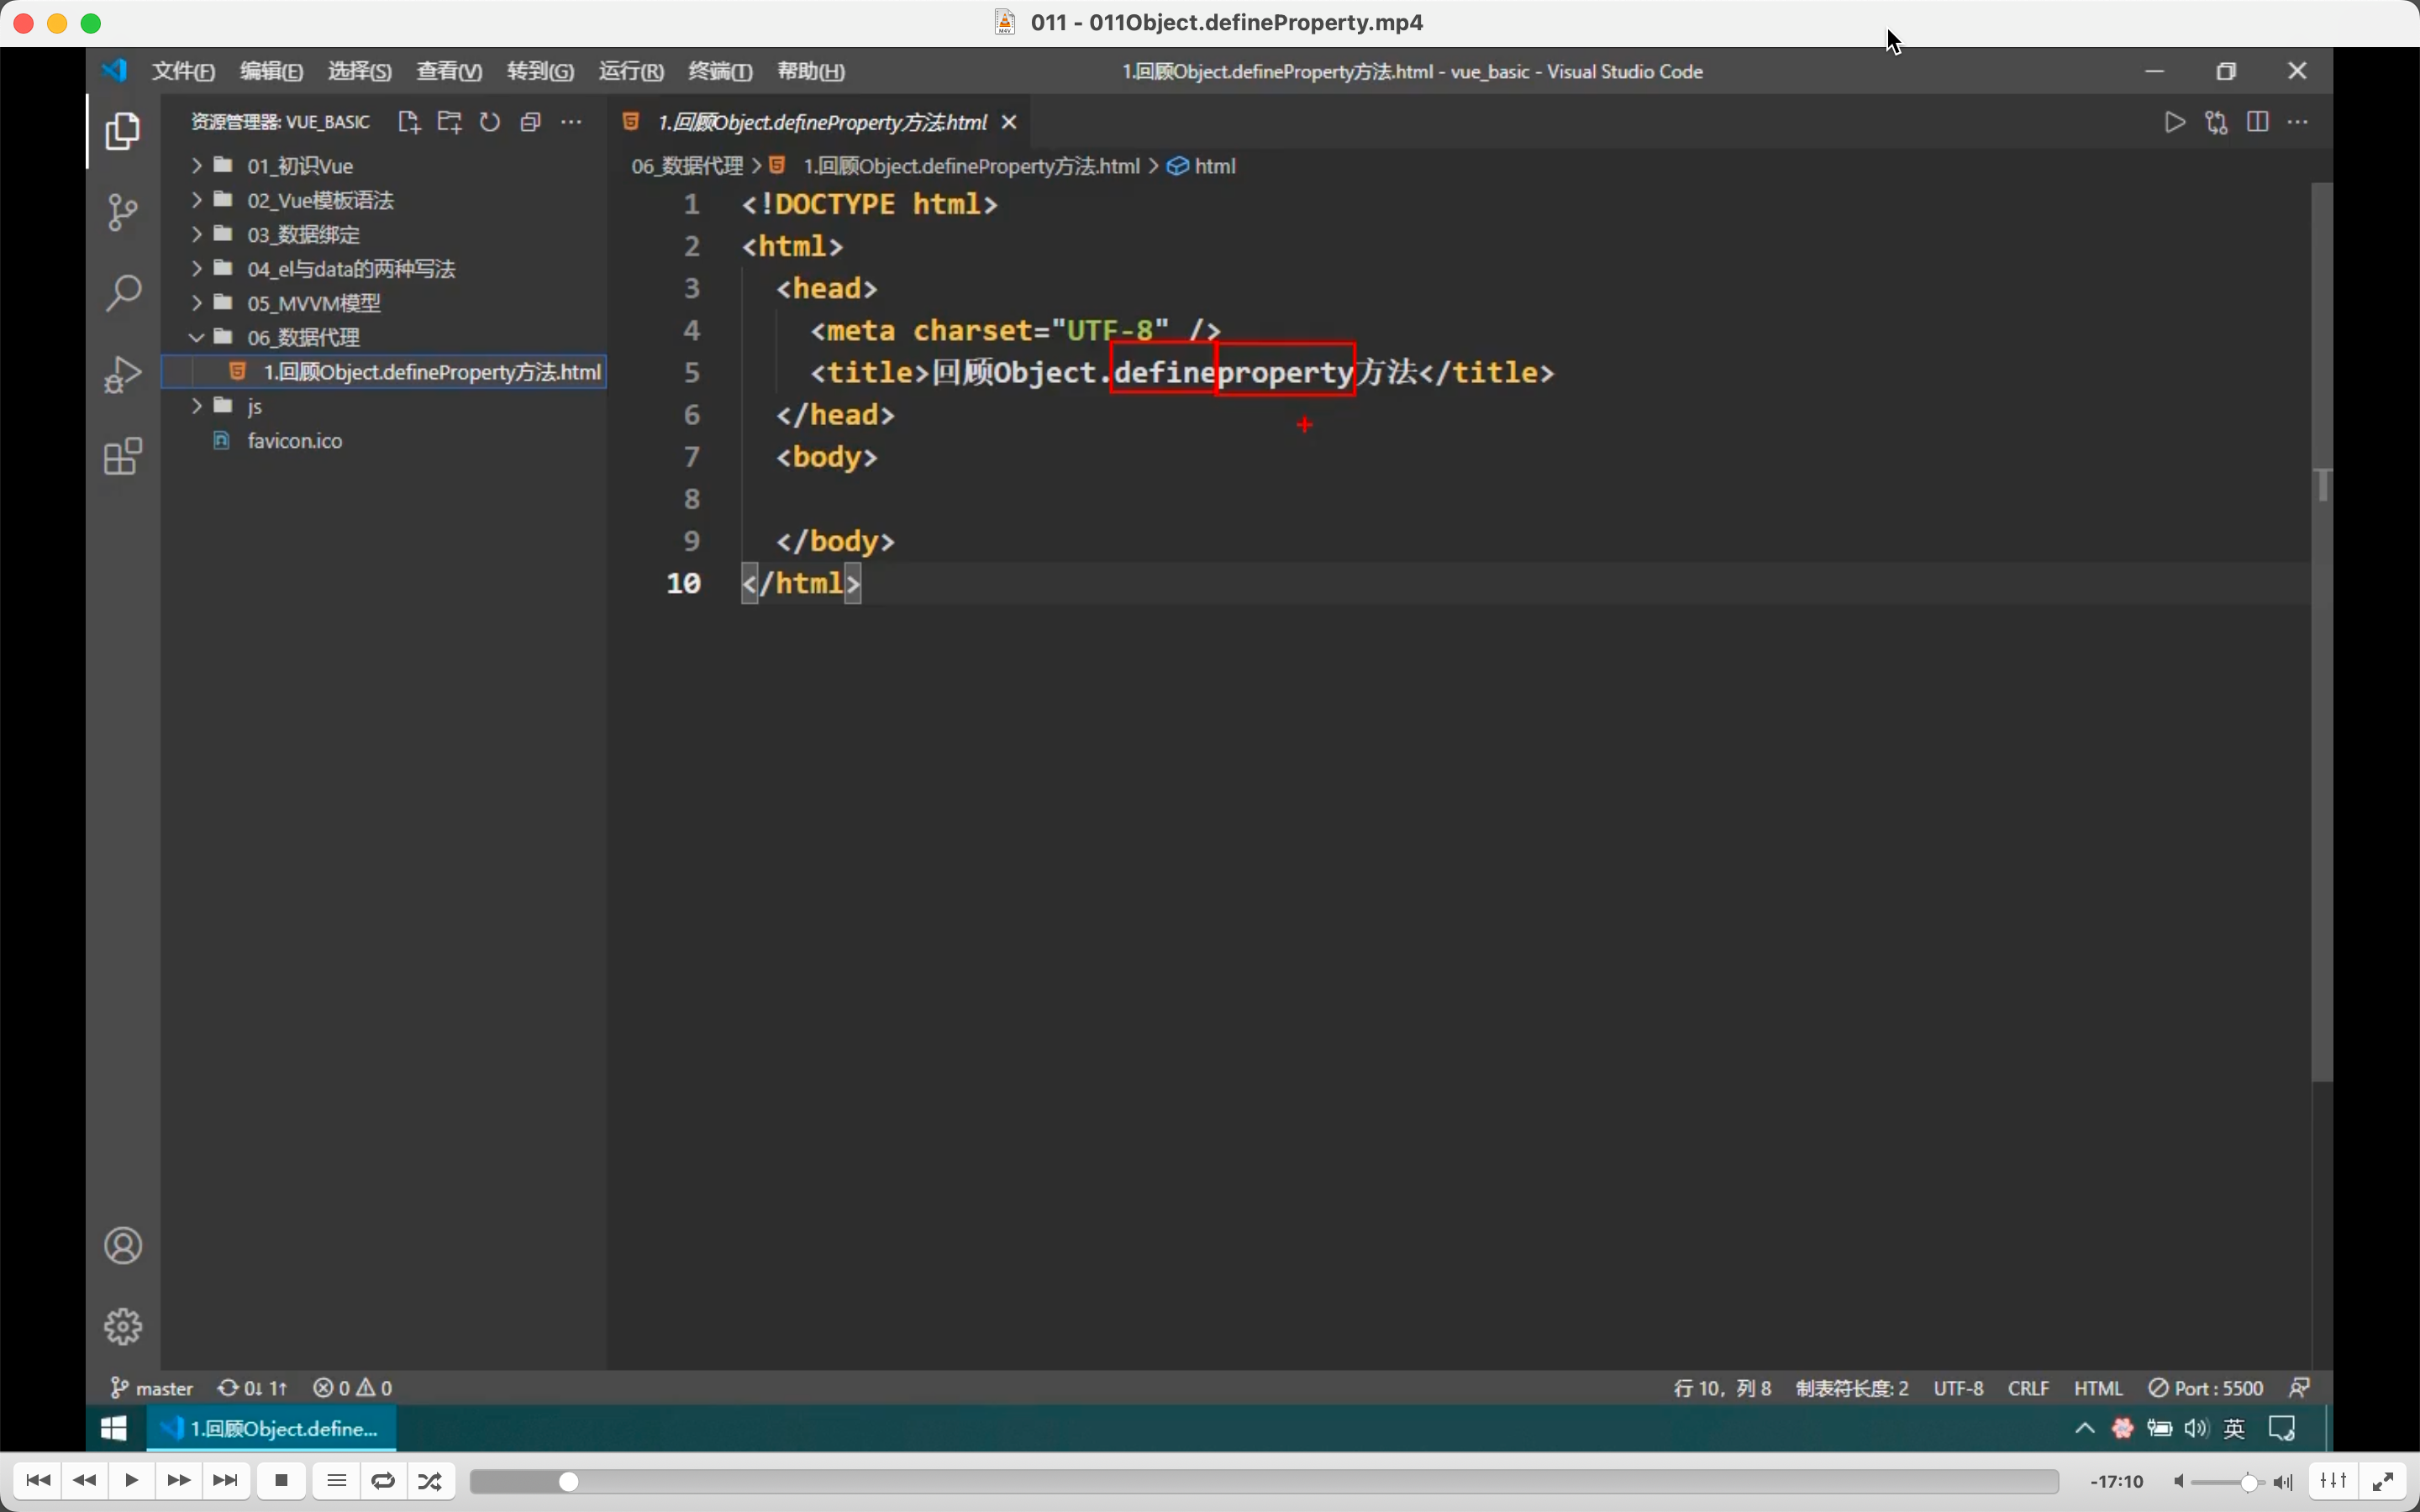 011 - 011Object.defineProperty.mp4
文件(F) 编辑(E) 选择(S) 查看(V) 转到(G) 运行(R) 终端(T) 帮助(H)
1.回顾Object.defineProperty方法.html - vue_basic - Visual Studio Code
资源管理器: VUE_BASIC
1.回顾Object.defineProperty方法.html
01_初识Vue
02_Vue模板语法
03_数据绑定
04_el与data的两种写法
05_MVVM模型
06_数据代理
1.回顾Object.defineProperty方法.html
js
favicon.ico
06_数据代理 > 1.回顾Object.defineProperty方法.html > html
1 <!DOCTYPE html>
2 <html>
3 <head>
4 <meta charset="UTF-8" />
5 <title>回顾Object.defineproperty方法</title>
6 </head>
7 <body>
8
9 </body>
10 </html>
master 0↓ 1↑ 0 0
行 10，列 8 制表符长度: 2 UTF-8 CRLF HTML Port : 5500
1.回顾Object.define...
英
-17:10